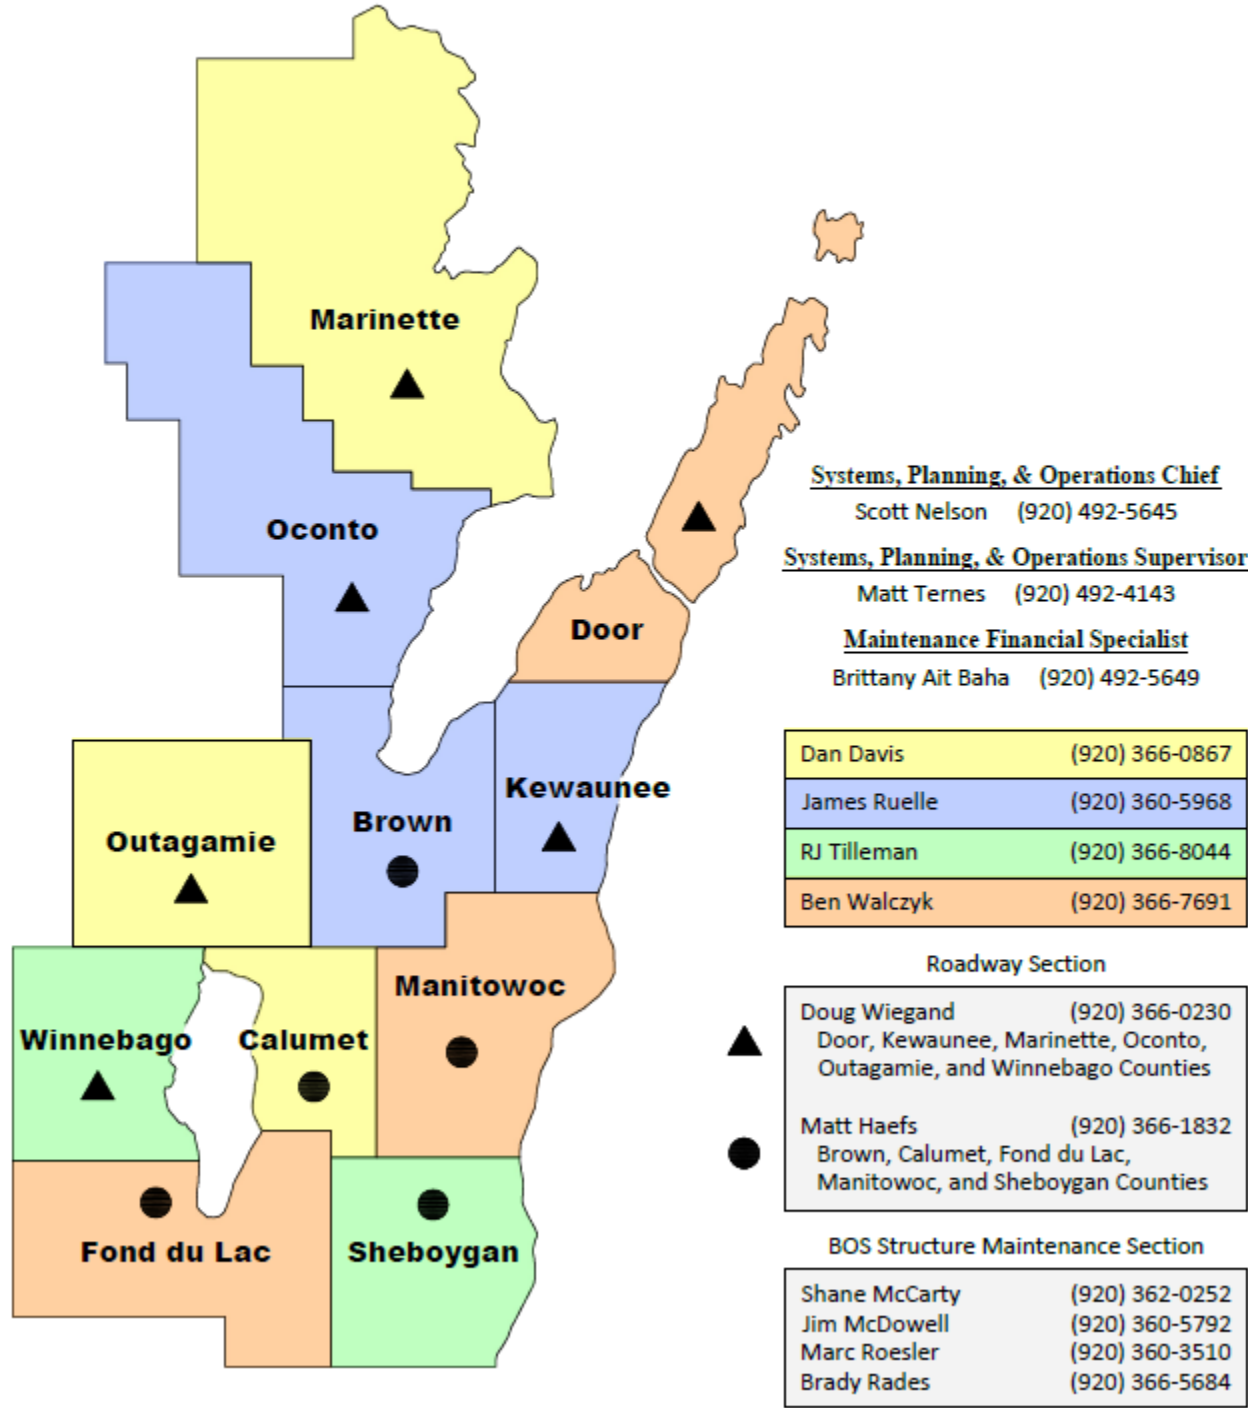 Marinette
Oconto
Door
Kewaunee
Brown
Outagamie
Manitowoc
Winnebago
Calumet
Fond du Lac
Sheboygan
Systems, Planning, & Operations Chief
Scott Nelson (920) 492-5645
Systems, Planning, & Operations Supervisor
Matt Ternes (920) 492-4143
Maintenance Financial Specialist
Brittany Ait Baha (920) 492-5649
Dan Davis (920) 366-0867
James Ruelle (920) 360-5968
RJ Tilleman (920) 366-8044
Ben Walczyk (920) 366-7691
Roadway Section
Doug Wiegand (920) 366-0230
Door, Kewaunee, Marinette, Oconto,
Outagamie, and Winnebago Counties
Matt Haefs (920) 366-1832
Brown, Calumet, Fond du Lac,
Manitowoc, and Sheboygan Counties
BOS Structure Maintenance Section
Shane McCarty (920) 362-0252
Jim McDowell (920) 360-5792
Marc Roesler (920) 360-3510
Brady Rades (920) 366-5684